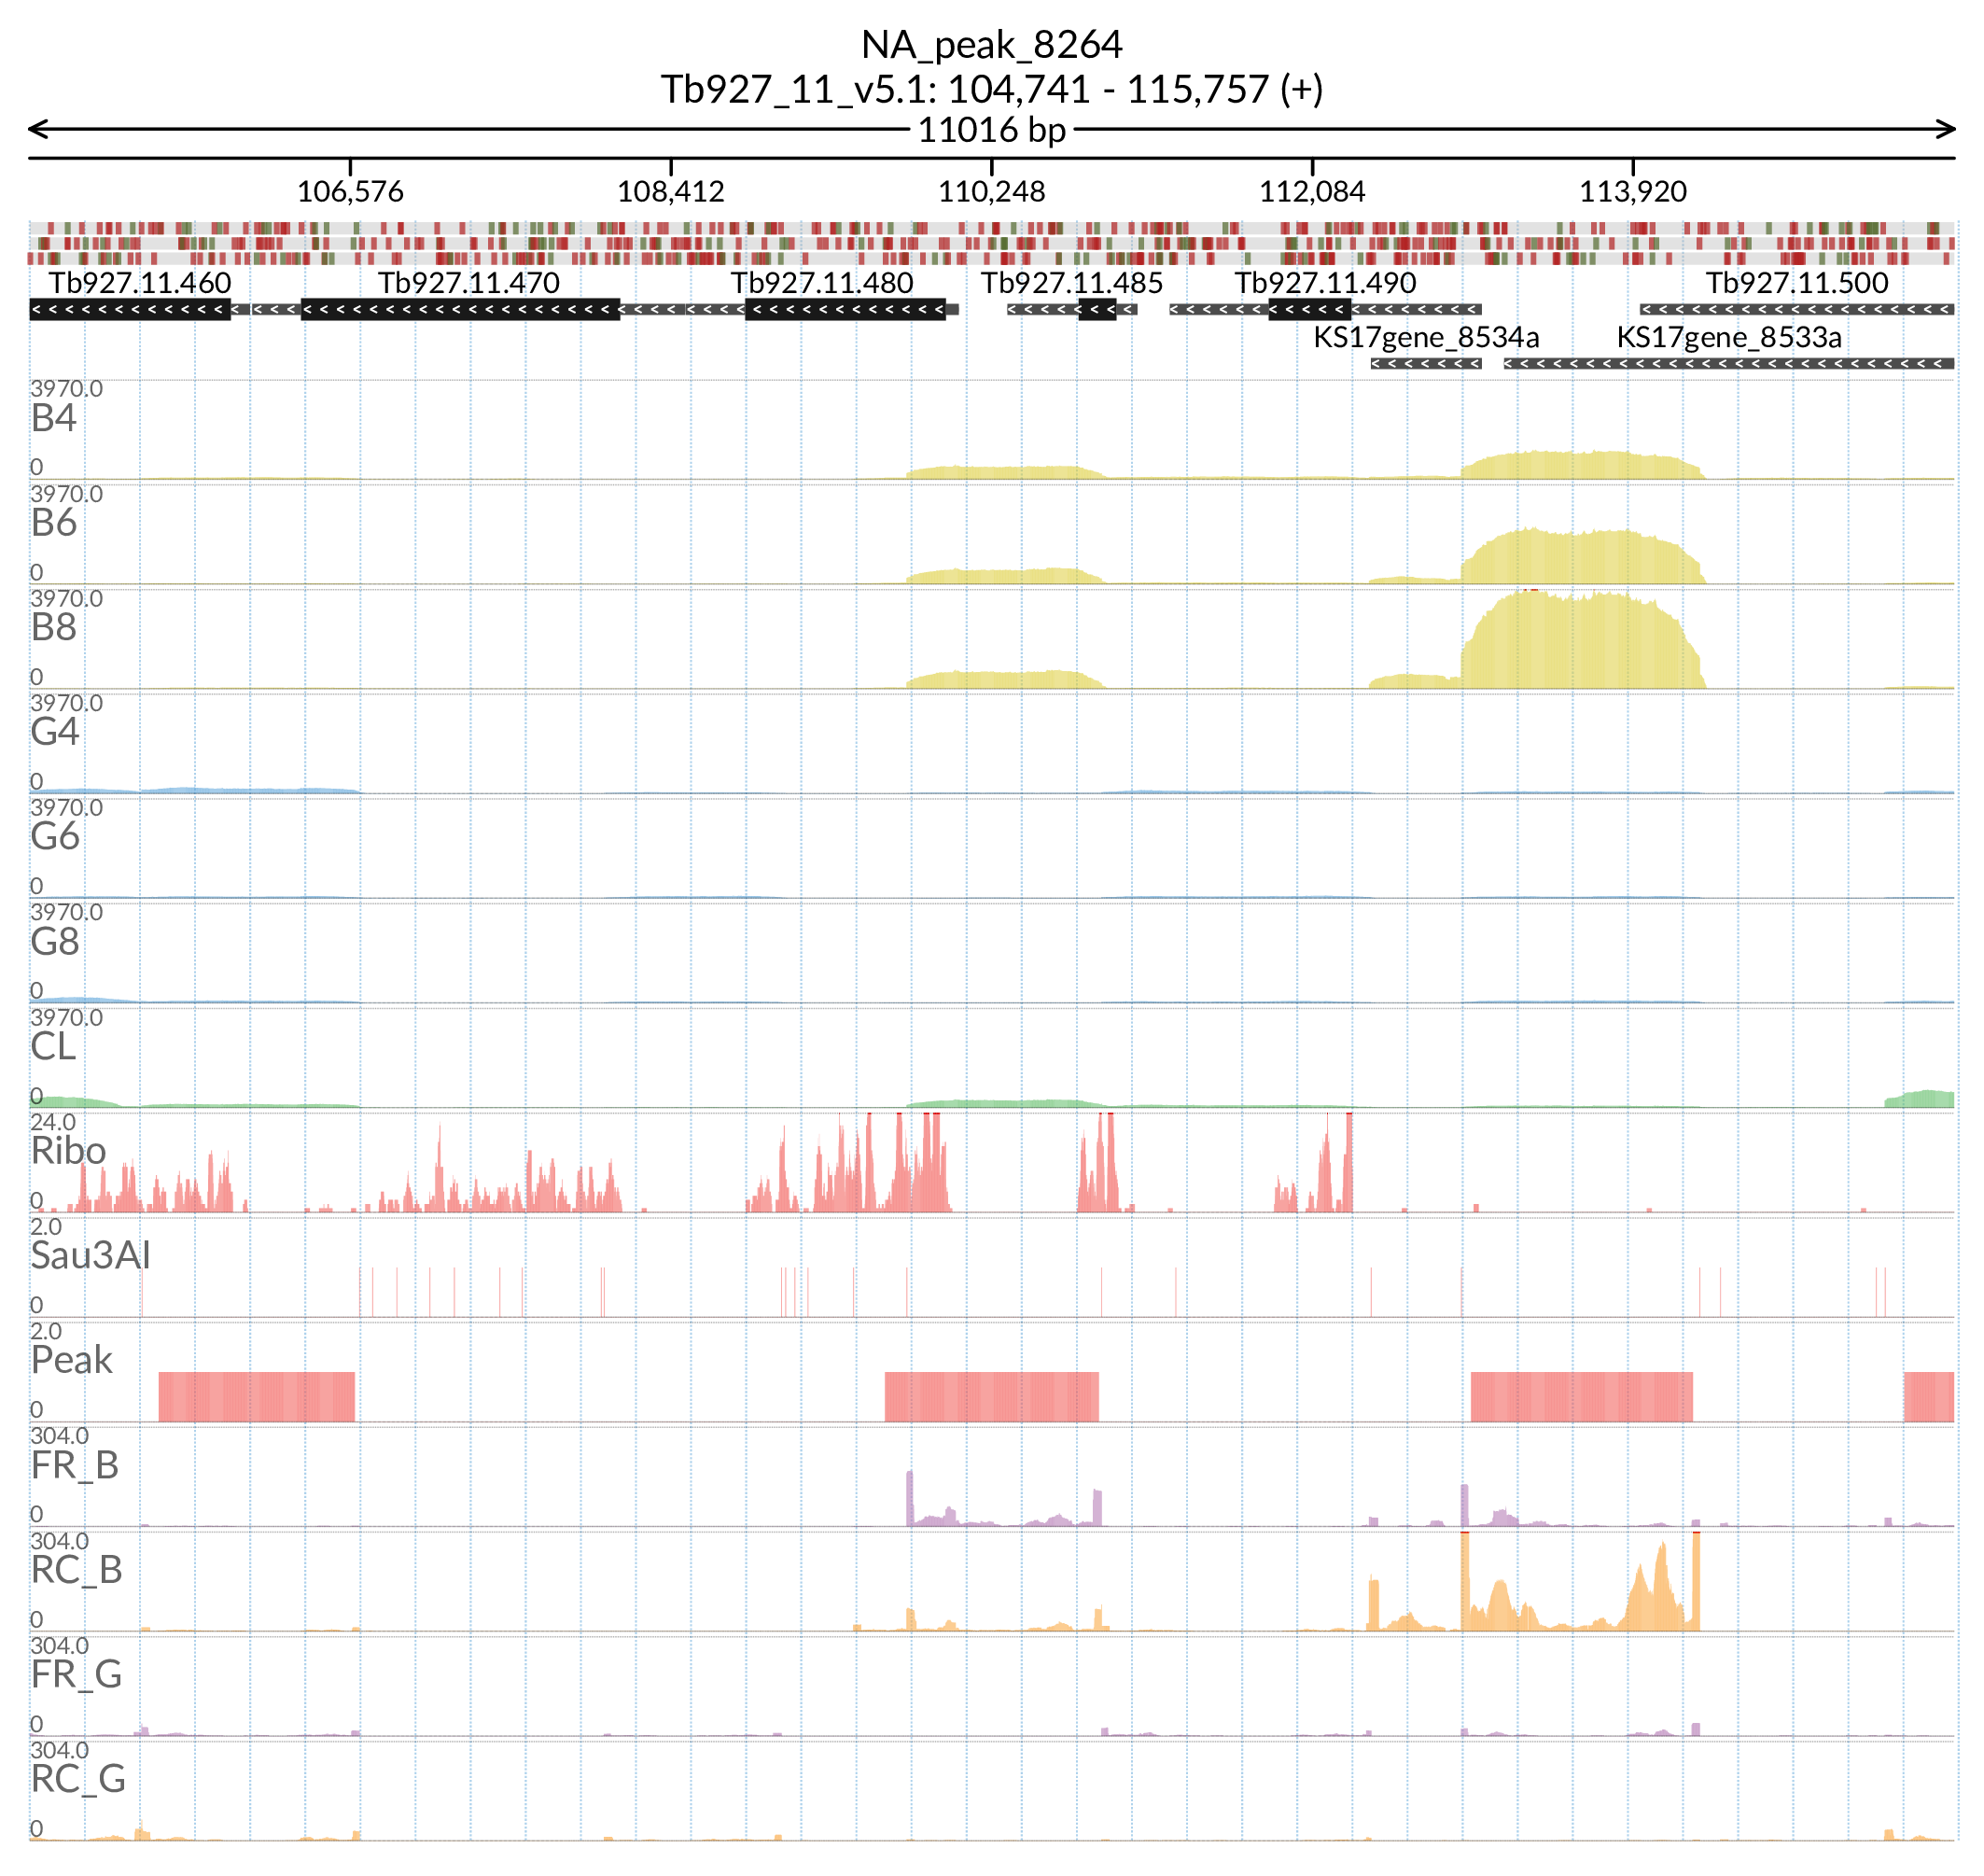 NA_peak_8264
Tb927_11_v5.1: 104,741 - 115,757 (+)
11016 bp
106,576 108,412 110,248 112,084 113,920
Tb927.11.460 Tb927.11.470 Tb927.11.480 Tb927.11.485 Tb927.11.490 Tb927.11.500
KS17gene_8534a KS17gene_8533a
3970.0
B4
0
3970.0
B6
0
3970.0
B8
0
3970.0
G4
0
3970.0
G6
0
3970.0
G8
0
3970.0
CL
0
24.0
Ribo
0
2.0
Sau3AI
0
2.0
Peak
0
304.0
FR_B
0
304.0
RC_B
0
304.0
FR_G
0
304.0
RC_G
0